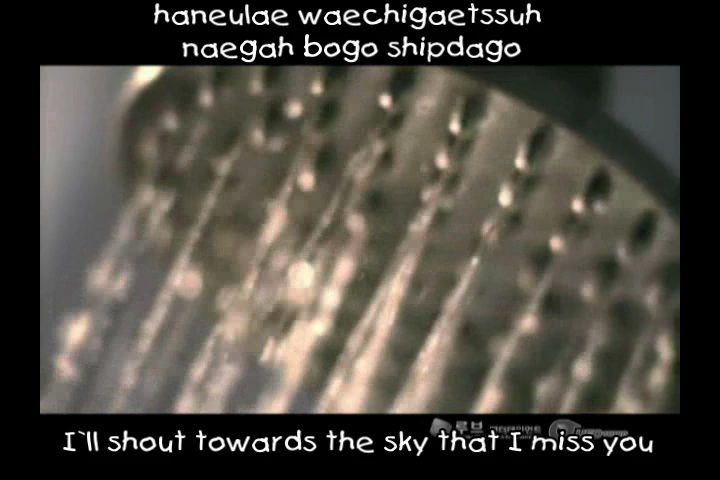 haneulae waechigaetssuh
naegah bogo shipdago
I`ll shout towards the sky that I miss you